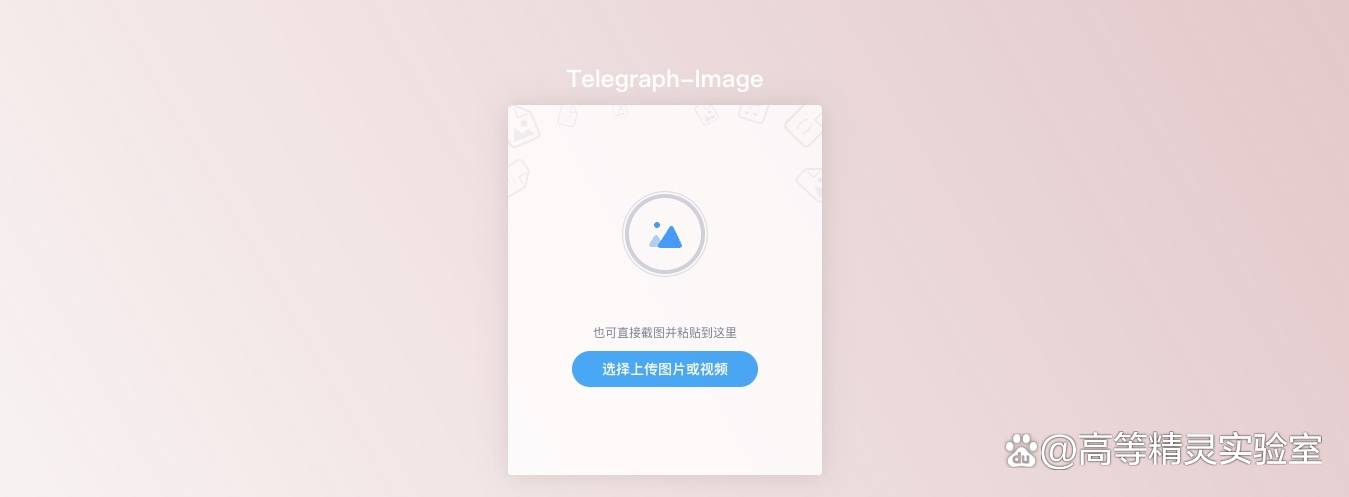 Telegraph-Image
也可直接截图并粘贴到这里
选择上传图片或视频
du @高等精灵实验室